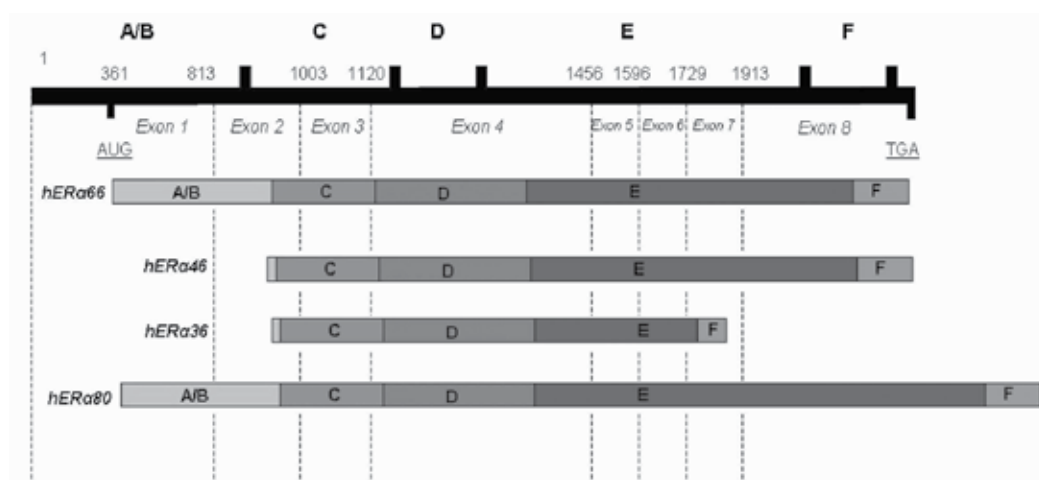 A/B C D E F
1
361 813 1003 1120 1456 1596 1729 1913
Exon 1 Exon 2 Exon 3 Exon 4 Exon 5 Exon 6 Exon 7 Exon 8
AUG TGA
hERα66 A/B C D E F
hERα46 C D E F
hERα36 C D E F
hERα80 A/B C D E F